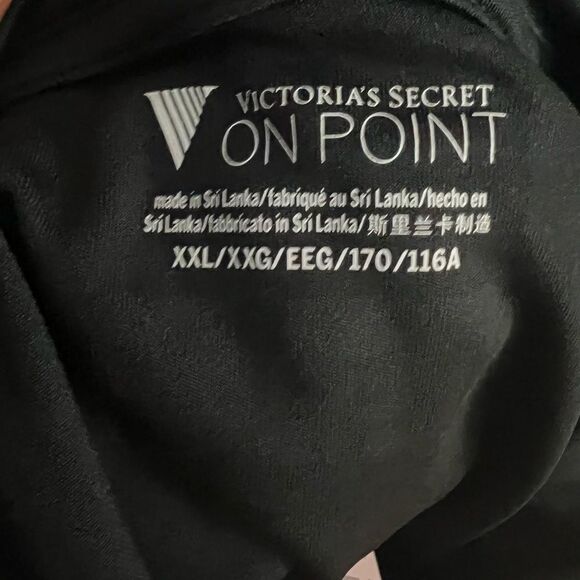 VICTORIA'S SECRET
ON POINT
made in Sri Lanka/fabriqué au Sri Lanka/hecho en
Sri Lanka/fabbricato in Sri Lanka/斯里兰卡制造
XXL/XXG/EEG/170/116A